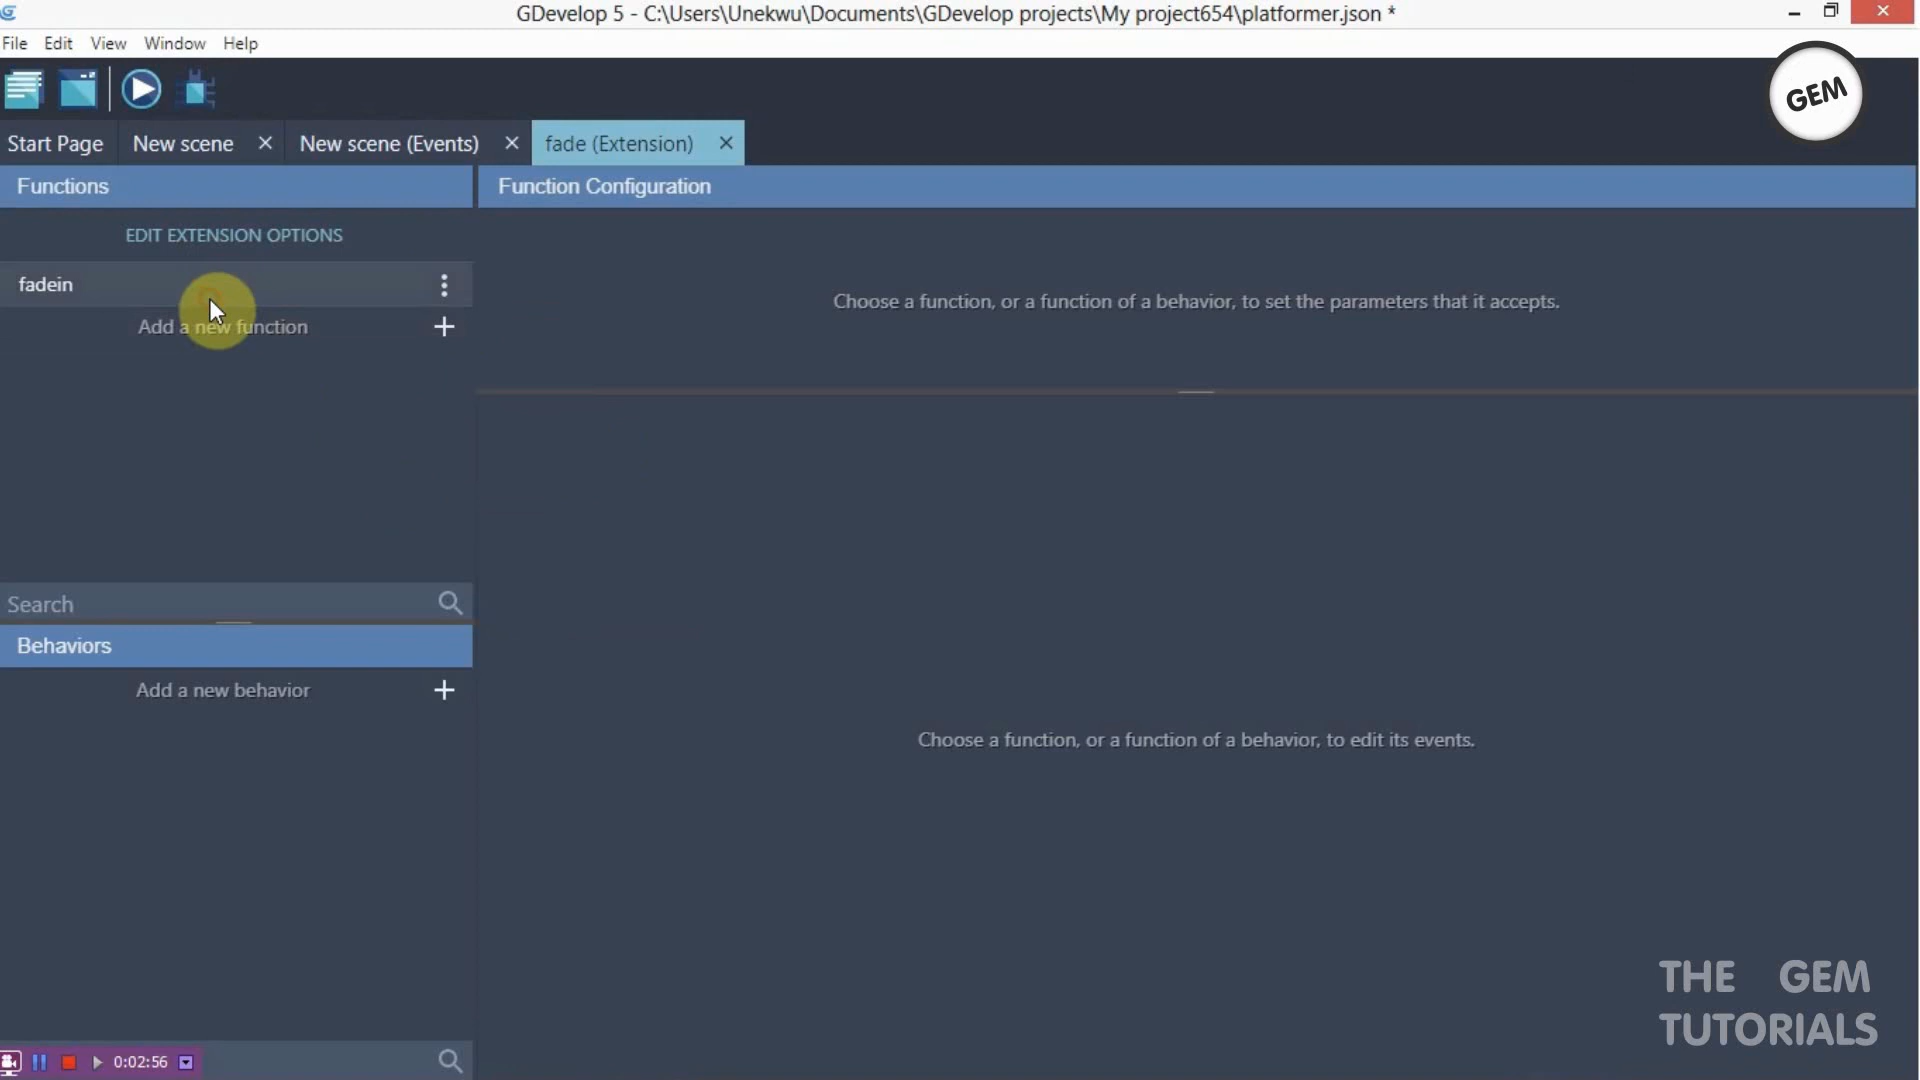 GDevelop 5 - C:\Users\Unekwu\Documents\GDevelop projects\My project654\platformer.json *
File Edit View Window Help
GEM
Start Page New scene New scene (Events) fade (Extension)
Functions Function Configuration
EDIT EXTENSION OPTIONS
fadein
Choose a function, or a function of a behavior, to set the parameters that it accepts.
Add a new function
Search
Behaviors
Add a new behavior
Choose a function, or a function of a behavior, to edit its events.
THE GEM
TUTORIALS
0:02:56